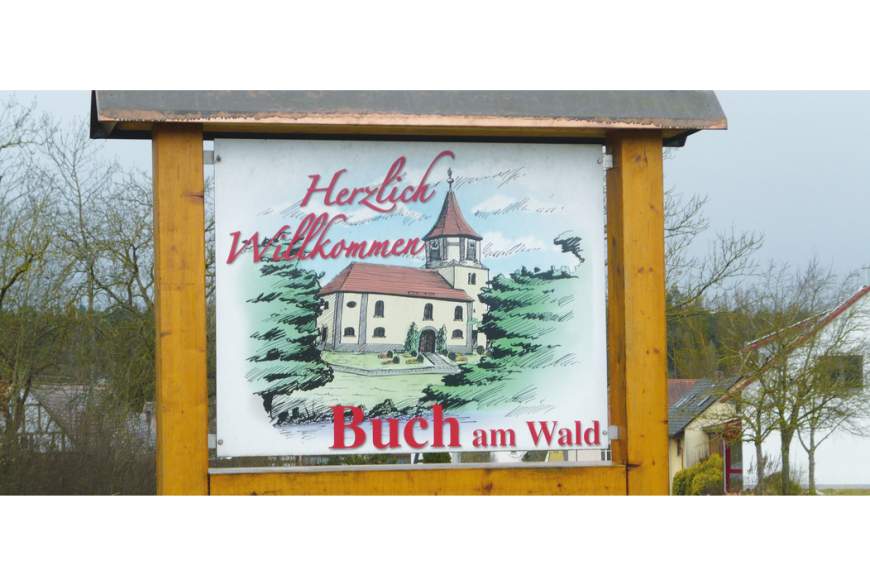 Herzlich
Willkommen
Buch am Wald